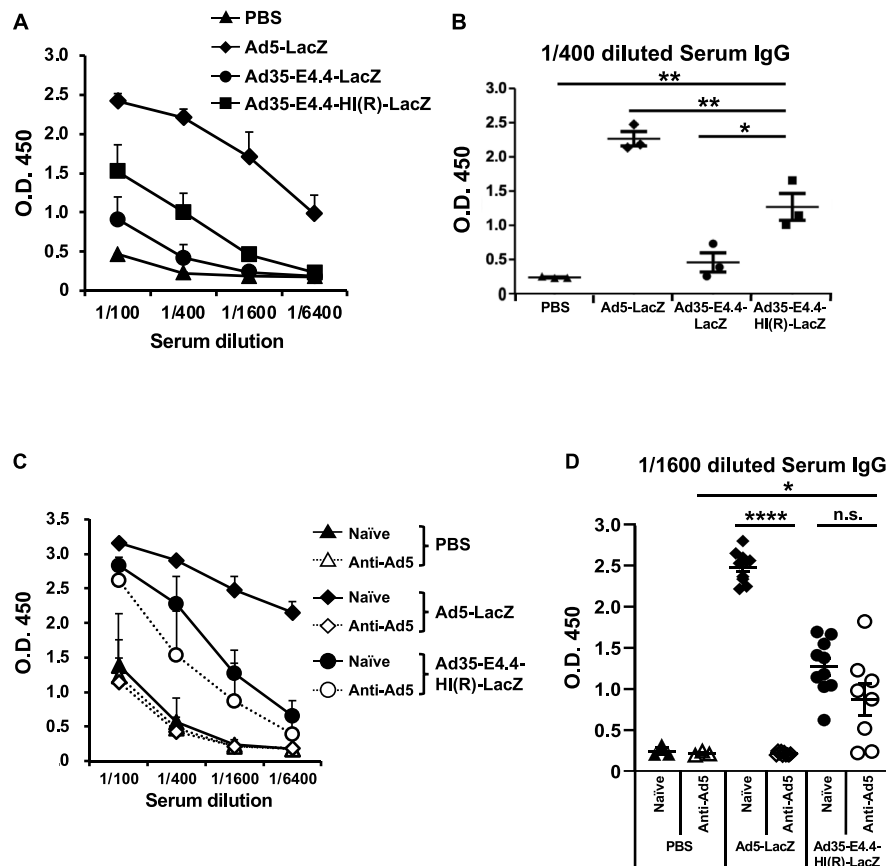 A
PBS
Ad5-LacZ
Ad35-E4.4-LacZ
Ad35-E4.4-HI(R)-LacZ
3.0
2.5
2.0
1.5
1.0
0.5
0
O.D. 450
1/100 1/400 1/1600 1/6400
Serum dilution
B
1/400 diluted Serum IgG
**
**
*
3.0
2.5
2.0
1.5
1.0
0.5
0
O.D. 450
PBS Ad5-LacZ Ad35-E4.4- Ad35-E4.4-
LacZ HI(R)-LacZ
C
3.5
3.0
2.5
2.0
1.5
1.0
0.5
0.0
O.D. 450
1/100 1/400 1/1600 1/6400
Serum dilution
Naïve
Anti-Ad5
PBS
Naïve
Anti-Ad5
Ad5-LacZ
Naïve
Anti-Ad5
Ad35-E4.4-
HI(R)-LacZ
D
1/1600 diluted Serum IgG
*
**** n.s.
3.0
2.5
2.0
1.5
1.0
0.5
0
O.D. 450
Naïve Anti-Ad5 Naïve Anti-Ad5 Naïve Anti-Ad5
PBS Ad5-LacZ Ad35-E4.4-
HI(R)-LacZ